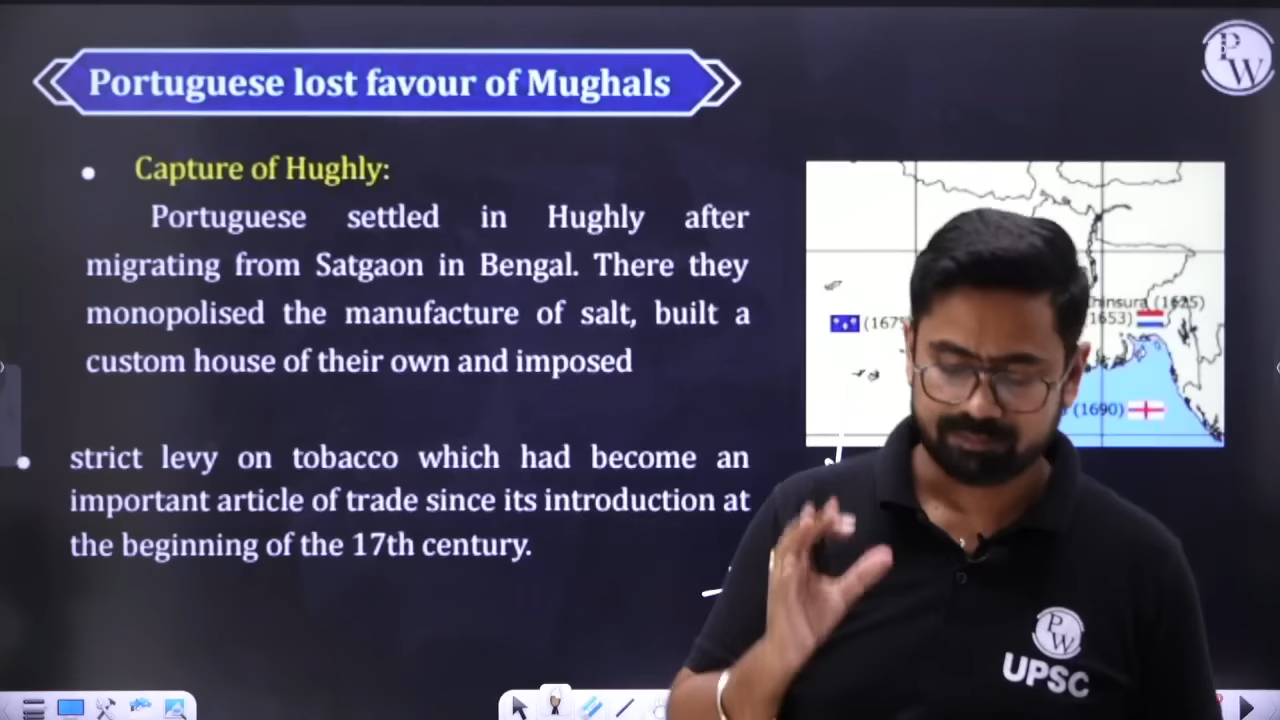 Portuguese lost favour of Mughals
PW
Capture of Hughly:
Portuguese settled in Hughly after
migrating from Satgaon in Bengal. There they
monopolised the manufacture of salt, built a
custom house of their own and imposed
strict levy on tobacco which had become an
important article of trade since its introduction at
the beginning of the 17th century.
(1625)
1653)
(167
(1690)
PW
UPSC